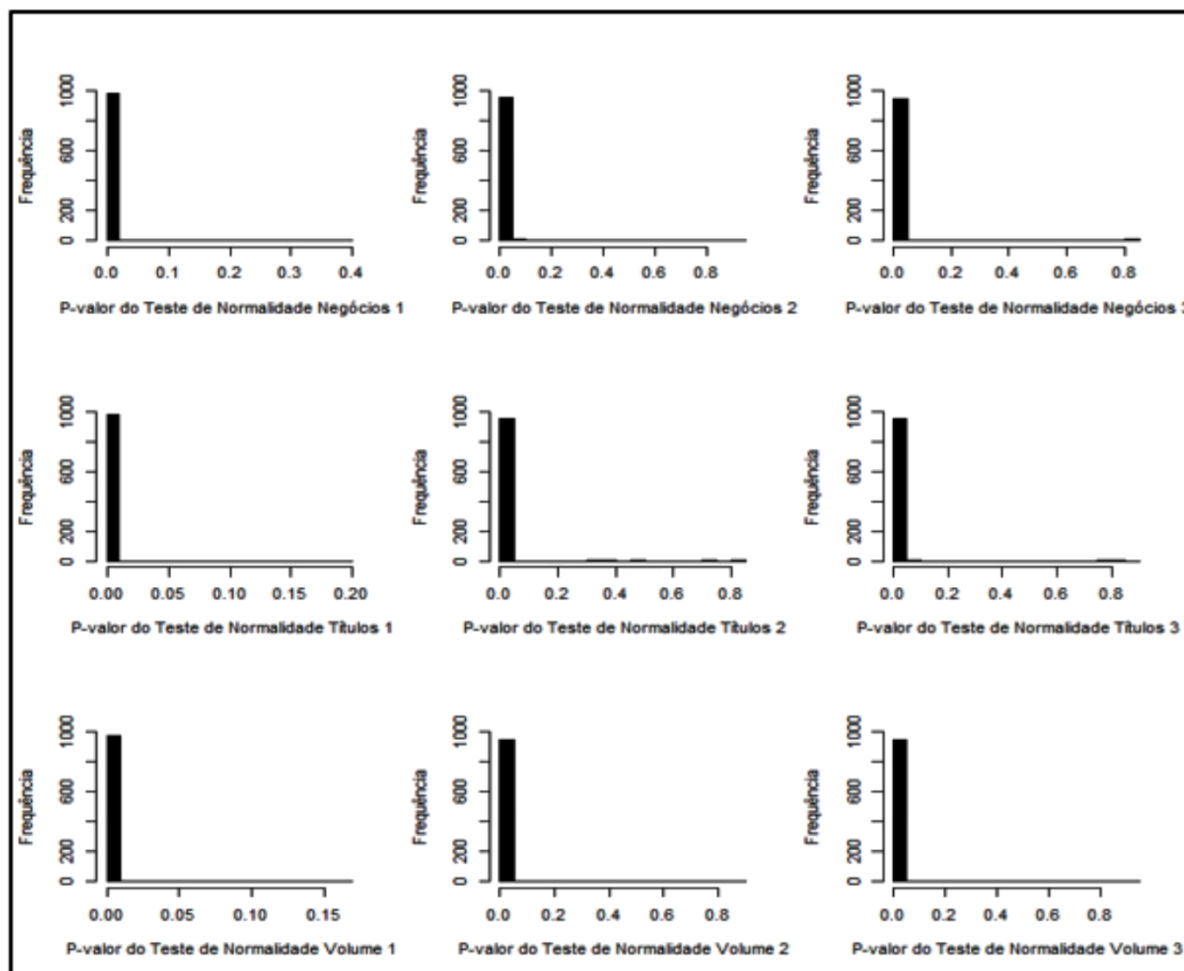 Frequência
1000
600
200
0
0.0 0.1 0.2 0.3 0.4
P-valor do Teste de Normalidade Negócios 1
Frequência
1000
600
200
0
0.0 0.2 0.4 0.6 0.8
P-valor do Teste de Normalidade Negócios 2
Frequência
1000
600
200
0
0.0 0.2 0.4 0.6 0.8
P-valor do Teste de Normalidade Negócios 3
Frequência
1000
600
200
0
0.00 0.05 0.10 0.15 0.20
P-valor do Teste de Normalidade Títulos 1
Frequência
1000
600
200
0
0.0 0.2 0.4 0.6 0.8
P-valor do Teste de Normalidade Títulos 2
Frequência
1000
600
200
0
0.0 0.2 0.4 0.6 0.8
P-valor do Teste de Normalidade Títulos 3
Frequência
1000
600
200
0
0.00 0.05 0.10 0.15
P-valor do Teste de Normalidade Volume 1
Frequência
1000
600
200
0
0.0 0.2 0.4 0.6 0.8
P-valor do Teste de Normalidade Volume 2
Frequência
1000
600
200
0
0.0 0.2 0.4 0.6 0.8
P-valor do Teste de Normalidade Volume 3